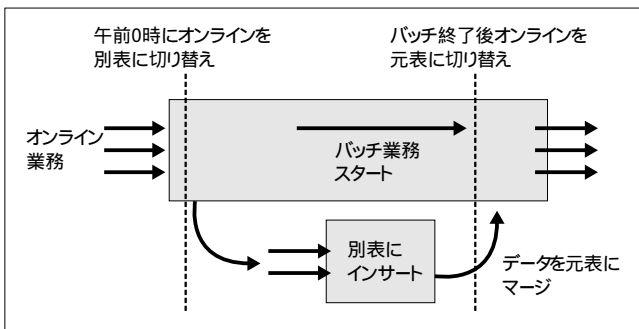 午前0時にオンラインを
別表に切り替え
バッチ終了後オンラインを
元表に切り替え
オンライン
業務
バッチ業務
スタート
別表に
インサート
データを元表に
マージ